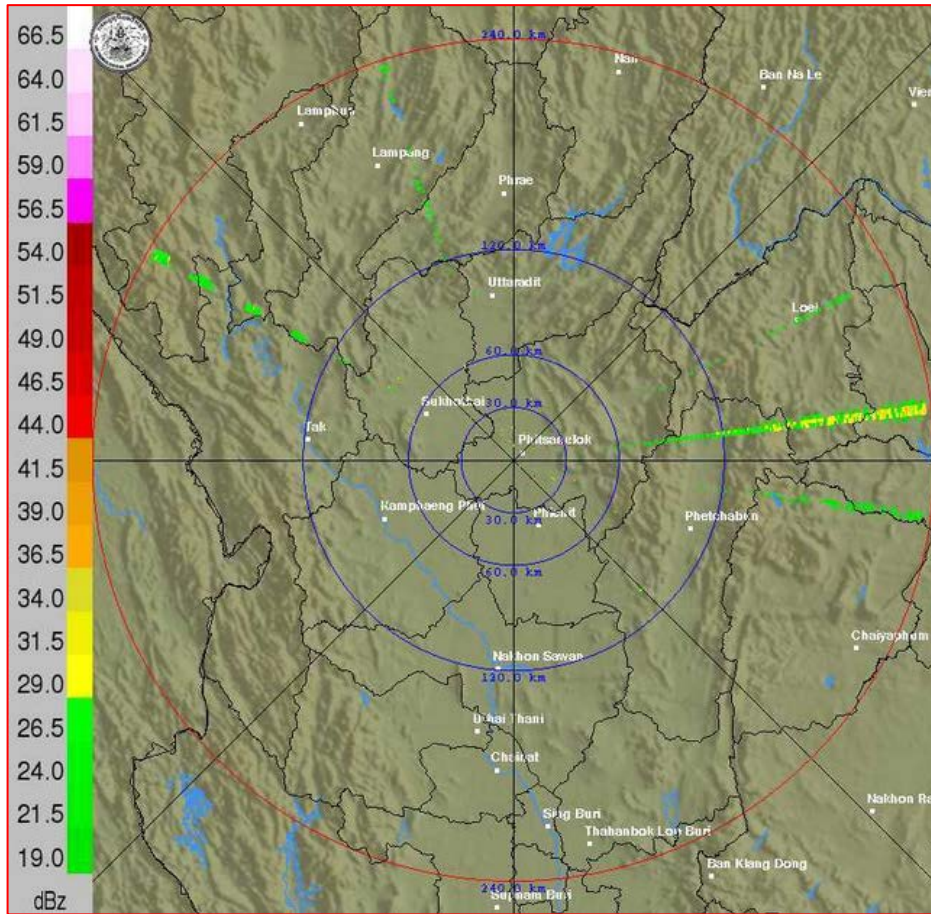 66.5
64.0
61.5
59.0
56.5
54.0
51.5
49.0
46.5
44.0
41.5
39.0
36.5
34.0
31.5
29.0
26.5
24.0
21.5
19.0
dBz
240.0 km
Nan
Ban Na Le
Lamphun
Lampang
Phrae
120.0 km
Uttaradit
Loei
60.0 km
30.0 km
Sukhothai
Tak
Phitsanulok
Kamphaeng Phet
Phichit
30.0 km
Phetchabun
60.0 km
Chaiyaphum
Nakhon Sawan
120.0 km
Uthai Thani
Chainat
Nakhon Ra
Sing Buri
Thahanbok Lop Buri
Ban Klang Dong
240.0 km
Suphan Buri